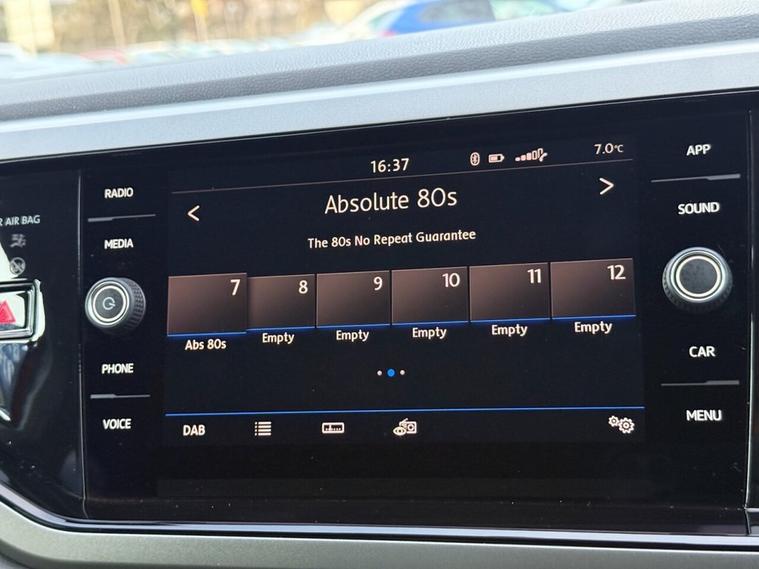 16:37
7.0°C
Absolute 80s
The 80s No Repeat Guarantee
7
8
9
10
11
12
Abs 80s
Empty
Empty
Empty
Empty
Empty
DAB
RADIO
MEDIA
PHONE
VOICE
APP
SOUND
CAR
MENU
AIR BAG